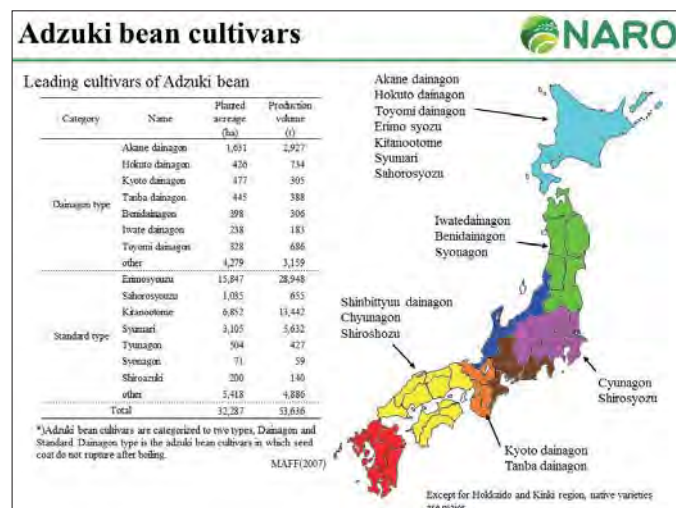 Adzuki bean cultivars
NARO
Leading cultivars of Adzuki bean
Category Name Planted acreage (ha) Production volume (t)
Dainagon type
Akane dainagon 1,631 2,927
Hokuto dainagon 426 734
Kyoto dainagon 477 305
Tanba dainagon 445 388
Benidainagon 398 306
Iwate dainagon 238 183
Toyomi dainagon 328 686
other 4,279 3,159
Standard type
Erimosyouzu 15,847 28,948
Sahorosyouzu 1,035 655
Kitanootome 6,852 13,442
Syumari 3,105 5,632
Tyunagon 504 427
Syonagon 71 59
Shiroazuki 200 140
other 5,418 4,886
Total 32,287 53,636
*)Adzuki bean cultivars are categorized to two types, Dainagon and
Standard. Dainagon type is the adzuki bean cultivars in which seed
coat do not rupture after boiling.
MAFF(2007)
Akane dainagon
Hokuto dainagon
Toyomi dainagon
Erimo syozu
Kitanootome
Syumari
Sahorosyozu
Iwatedainagon
Benidainagon
Syonagon
Shinbittyuu dainagon
Chyunagon
Shiroshozu
Cyunagon
Shirosyozu
Kyoto dainagon
Tanba dainagon
Except for Hokkaido and Kinki region, native varieties
are major